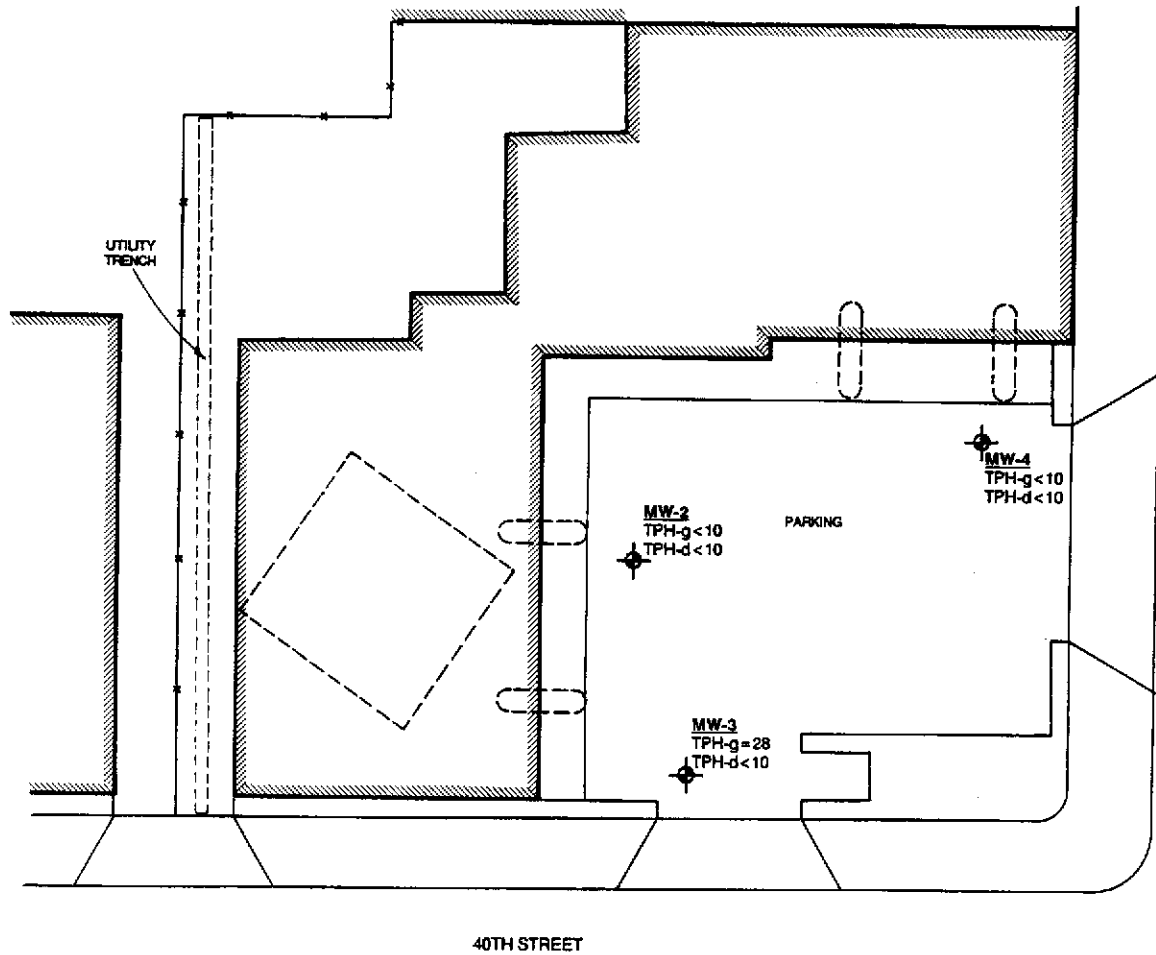 UTILITY
TRENCH
MW-4
TPH-g<10
TPH-d<10
MW-2
TPH-g<10
TPH-d<10
PARKING
MW-3
TPH-g=28
TPH-d<10
40TH STREET